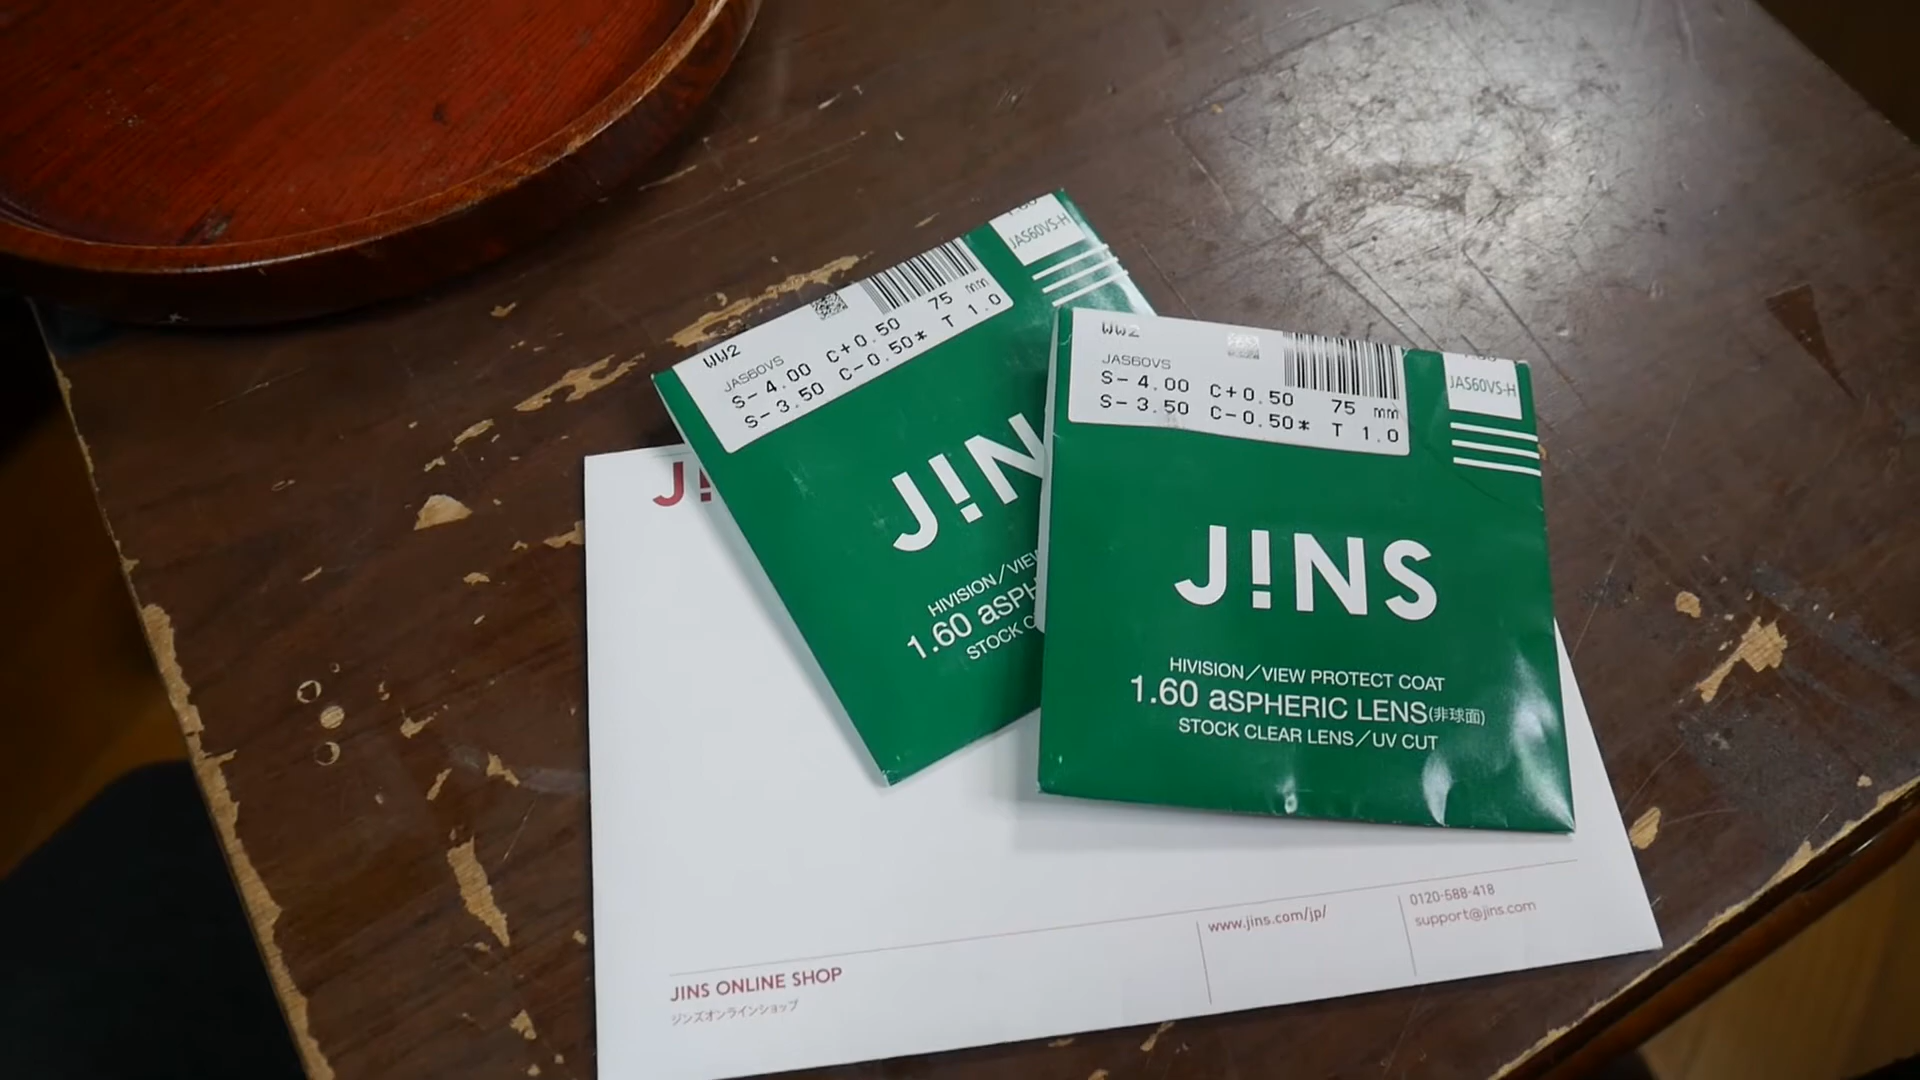 WW2
JAS60VS
S- 4.00 C+0.50 75 mm
S- 3.50 C-0.50* T 1.0
JAS60VS-H
J!N
HIVISION/VIEW
1.60 aSPH
STOCK C
WW2
JAS60VS
S- 4.00 C+0.50 75 mm
S- 3.50 C-0.50* T 1.0
JAS60VS-H
J!NS
HIVISION/VIEW PROTECT COAT
1.60 aSPHERIC LENS(非球面)
STOCK CLEAR LENS/UV CUT
J!
JINS ONLINE SHOP
ジンズオンラインショップ
www.jins.com/jp/
0120-588-418
support@jins.com